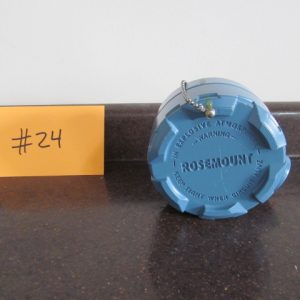 #24
- WARNING -
IN EXPLOSIVE ATMOSPHERE
ROSEMOUNT
KEEP TIGHT WHEN CIRCUIT ALIVE